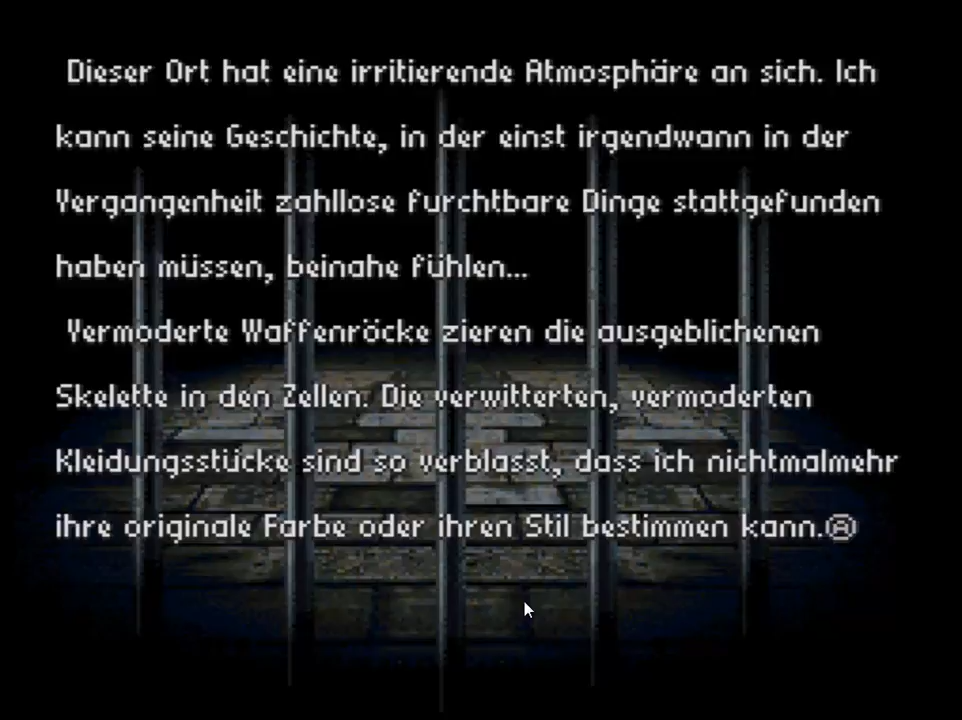 Dieser Ort hat eine irritierende Atmosphäre an sich. Ich
kann seine Geschichte, in der einst irgendwann in der
Vergangenheit zahllose furchtbare Dinge stattgefunden
haben müssen, beinahe fühlen...
Vermoderte Waffenröcke zieren die ausgeblichenen
Skelette in den Zellen. Die verwitterten, vermoderten
Kleidungsstücke sind so verblasst, dass ich nichtmalmehr
ihre originale Farbe oder ihren Stil bestimmen kann.Ⓐ